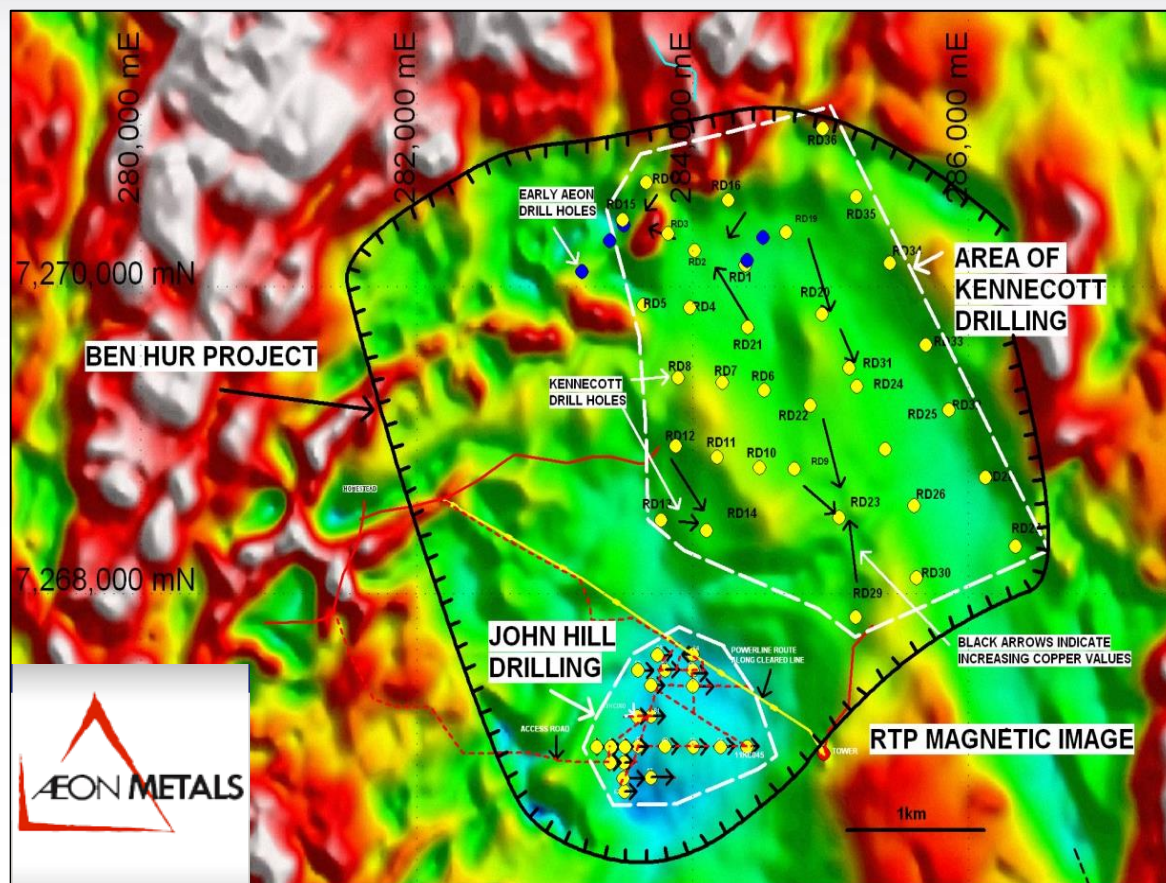 280,000 mE
282,000 mE
284,000 mE
286,000 mE
7,270,000 mN
7,268,000 mN
BEN HUR PROJECT
EARLY AEON
DRILL HOLES
KENNECOTT
DRILL HOLES
AREA OF
KENNECOTT
DRILLING
JOHN HILL
DRILLING
BLACK ARROWS INDICATE
INCREASING COPPER VALUES
RTP MAGNETIC IMAGE
POWERLINE ROUTE
ALONG CLEARED LINE
ACCESS ROAD
HOMESTEAD
TOWER
1km
RD36
RD16
RD15
RD35
RD19
RD3
RD2
RD34
RD1
RD20
RD5
RD4
RD21
RD33
RD31
RD8
RD7
RD6
RD24
RD22
RD25
RD12
RD11
RD10
RD9
RD26
RD13
RD14
RD23
RD30
RD29
11RC045
ÆON METALS